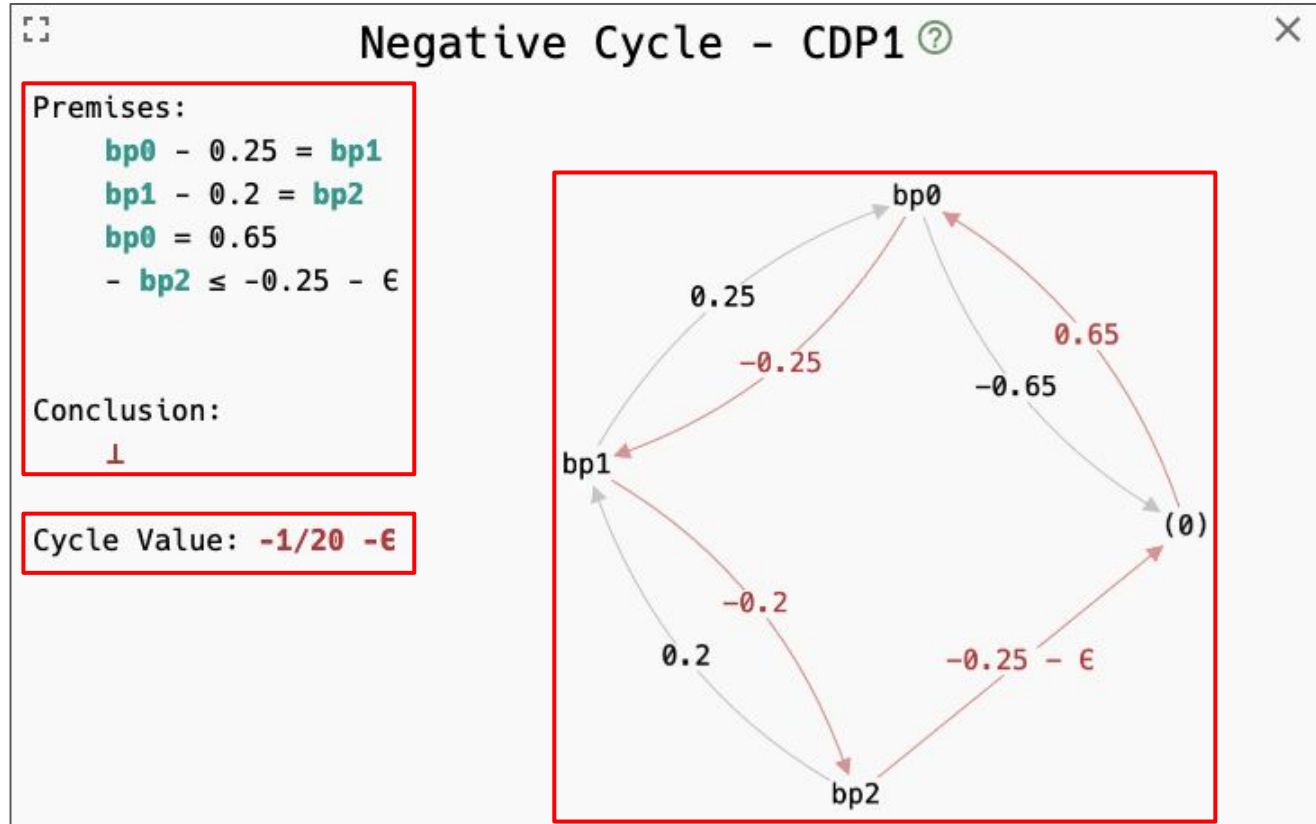 Negative Cycle - CDP1 ?
Premises:
bp0 - 0.25 = bp1
bp1 - 0.2 = bp2
bp0 = 0.65
- bp2 ≤ -0.25 - Є
Conclusion:
⊥
Cycle Value: -1/20 -Є
bp0
0.25
0.65
-0.25
-0.65
bp1
(0)
-0.2
0.2
-0.25 - Є
bp2